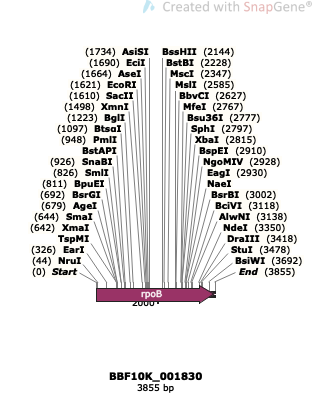 Created with SnapGene®
(1734) AsiSI BssHII (2144)
(1690) EciI BstBI (2228)
(1664) AseI MscI (2347)
(1621) EcoRI MslI (2585)
(1610) SacII BbvCI (2627)
(1498) XmnI MfeI (2767)
(1223) BglI Bsu36I (2777)
(1097) BtsαI SphI (2797)
(948) PmlI XbaI (2815)
BstAPI BspEI (2910)
(926) SnaBI NgoMIV (2928)
(826) SmlI EagI (2930)
(811) BpuEI NaeI
(692) BsrGI BsrBI (3002)
(679) AgeI BciVI (3118)
(644) SmaI AlwNI (3138)
(642) XmaI NdeI (3350)
TspMI DraIII (3418)
(326) EarI StuI (3478)
(44) NruI BsiWI (3692)
(0) Start End (3855)
rpoB
2000
BBF10K_001830
3855 bp